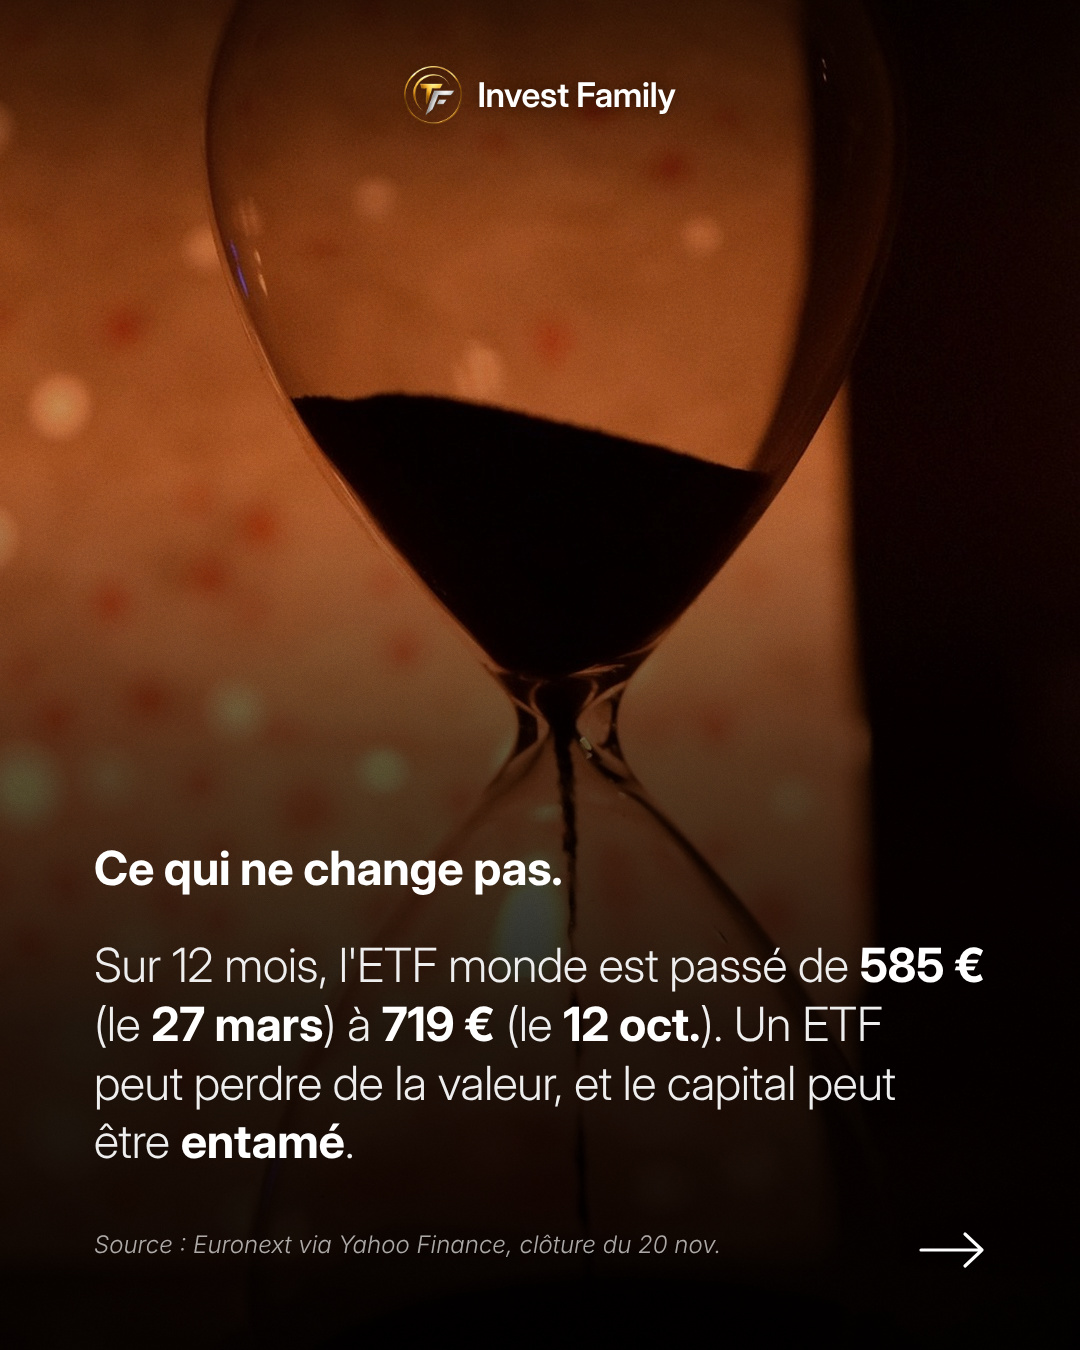 TF
Invest Family
Ce qui ne change pas.
Sur 12 mois, l'ETF monde est passé de 585 €
(le 27 mars) à 719 € (le 12 oct.). Un ETF
peut perdre de la valeur, et le capital peut
être entamé.
Source : Euronext via Yahoo Finance, clôture du 20 nov.